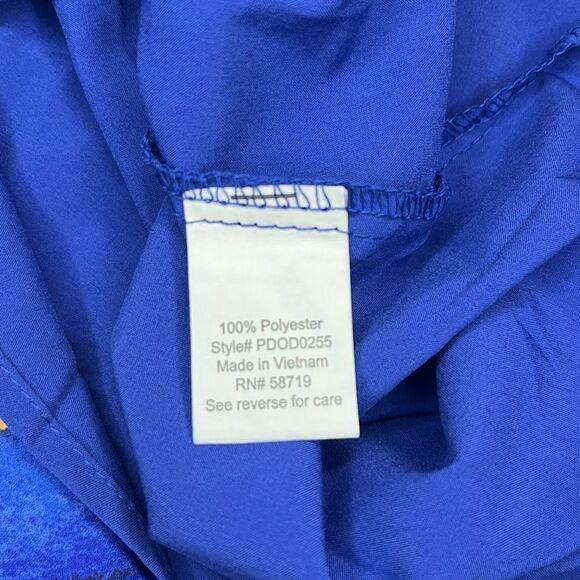 100% Polyester
Style# PDOD0255
Made in Vietnam
RN# 58719
See reverse for care